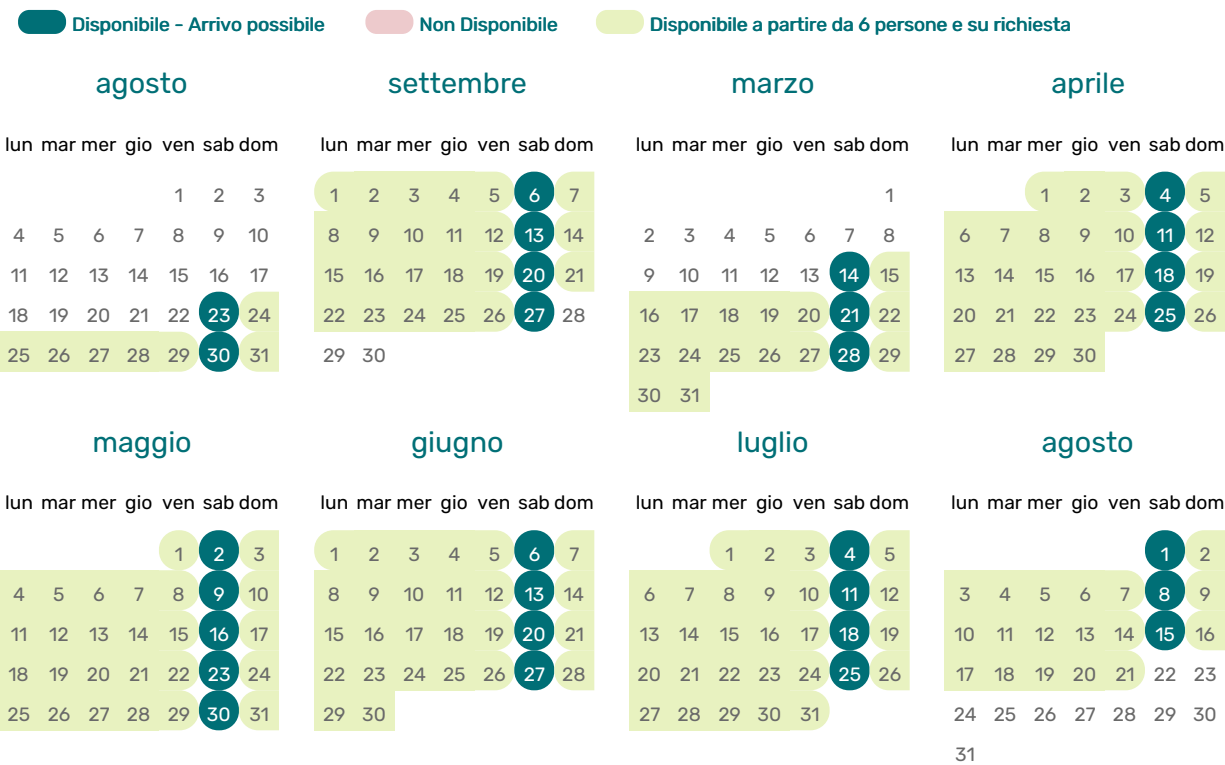 Disponibile - Arrivo possibile Non Disponibile Disponibile a partire da 6 persone e su richiesta
agosto settembre marzo aprile
lun mar mer gio ven sab dom lun mar mer gio ven sab dom lun mar mer gio ven sab dom lun mar mer gio ven sab dom
1 2 3 1 2 3 4 5 6 7 1 1 2 3 4 5
4 5 6 7 8 9 10 8 9 10 11 12 13 14 2 3 4 5 6 7 8 6 7 8 9 10 11 12
11 12 13 14 15 16 17 15 16 17 18 19 20 21 9 10 11 12 13 14 15 13 14 15 16 17 18 19
18 19 20 21 22 23 24 22 23 24 25 26 27 28 16 17 18 19 20 21 22 20 21 22 23 24 25 26
25 26 27 28 29 30 31 29 30 23 24 25 26 27 28 29 27 28 29 30
30 31
maggio giugno luglio agosto
lun mar mer gio ven sab dom lun mar mer gio ven sab dom lun mar mer gio ven sab dom lun mar mer gio ven sab dom
1 2 3 1 2 3 4 5 6 7 1 2 3 4 5 1 2
4 5 6 7 8 9 10 8 9 10 11 12 13 14 6 7 8 9 10 11 12 3 4 5 6 7 8 9
11 12 13 14 15 16 17 15 16 17 18 19 20 21 13 14 15 16 17 18 19 10 11 12 13 14 15 16
18 19 20 21 22 23 24 22 23 24 25 26 27 28 20 21 22 23 24 25 26 17 18 19 20 21 22 23
25 26 27 28 29 30 31 29 30 27 28 29 30 31 24 25 26 27 28 29 30
31